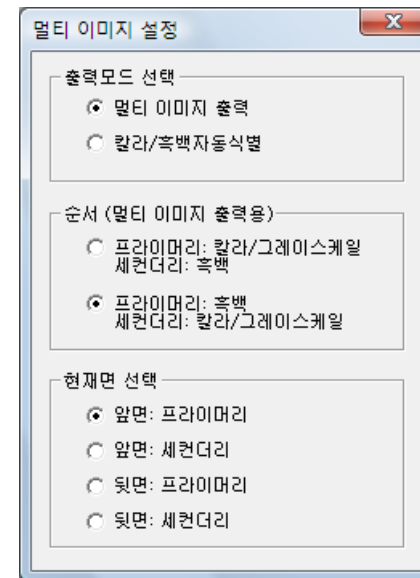 멀티 이미지 설정
출력모드 선택
멀티 이미지 출력
칼라/흑백자동식별
순서 (멀티 이미지 출력용)
프라이머리: 칼라/그레이스케일
세컨더리: 흑백
프라이머리: 흑백
세컨더리: 칼라/그레이스케일
현재면 선택
앞면: 프라이머리
앞면: 세컨더리
뒷면: 프라이머리
뒷면: 세컨더리